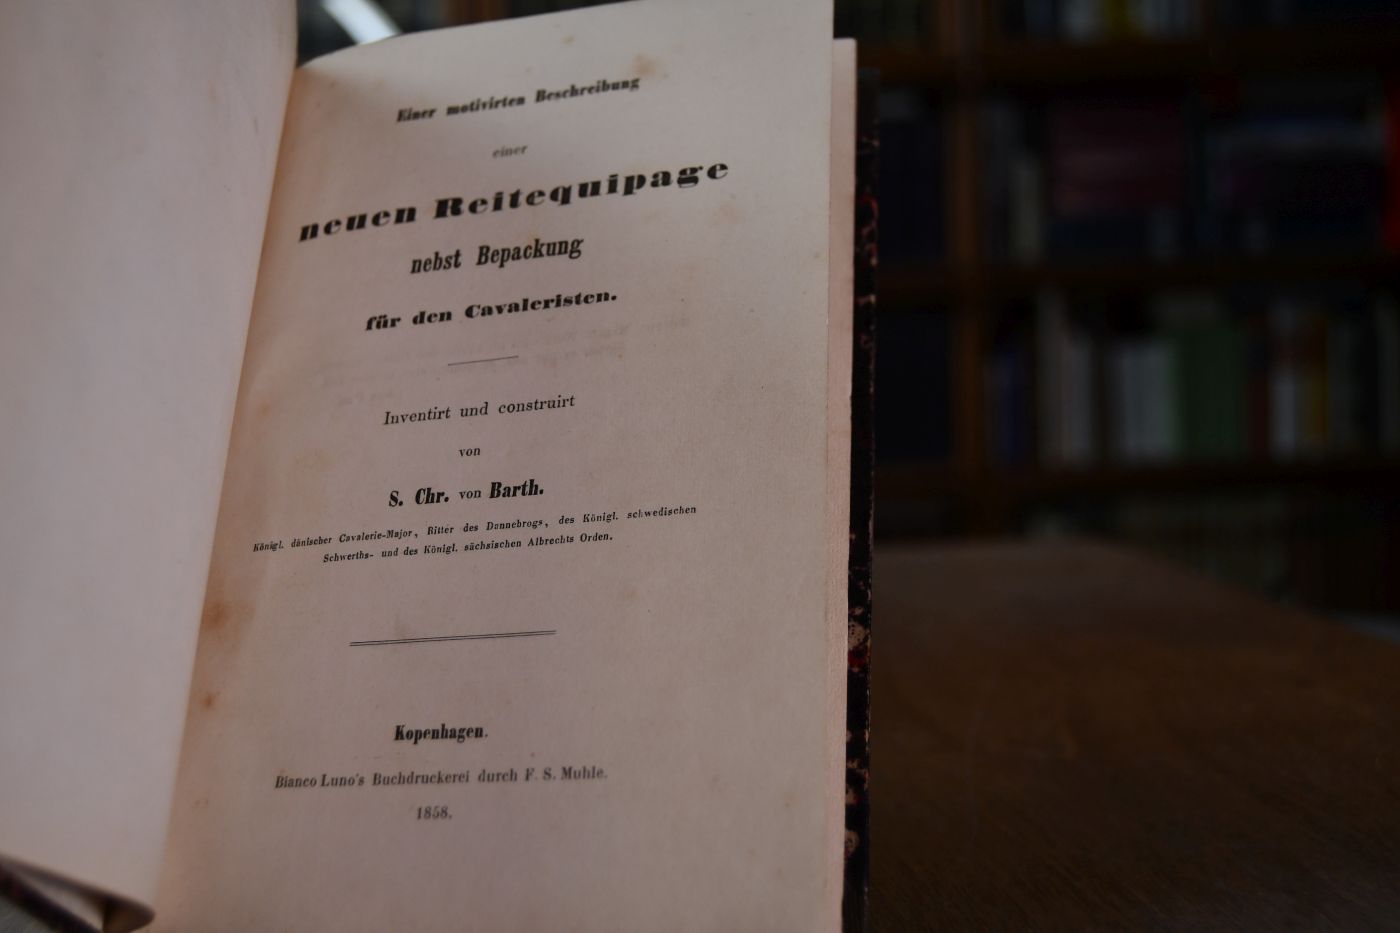 Einer motivirten Beschreibung
einer
neuen Reitequipage
nebst Bepackung
für den Cavaleristen.
Inventirt und construirt
von
S. Chr. von Barth.
Königl. dänischer Cavalerie-Major, Ritter des Dannebrogs, des Königl. schwedischen
Schwerths- und des Königl. sächsischen Albrechts Orden.
Kopenhagen.
Bianco Luno's Buchdruckerei durch F. S. Muhle.
1858.